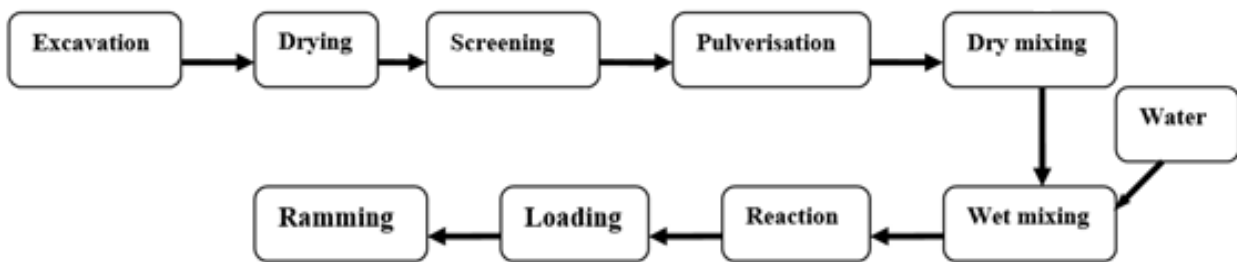 Excavation
Drying
Screening
Pulverisation
Dry mixing
Water
Wet mixing
Reaction
Loading
Ramming